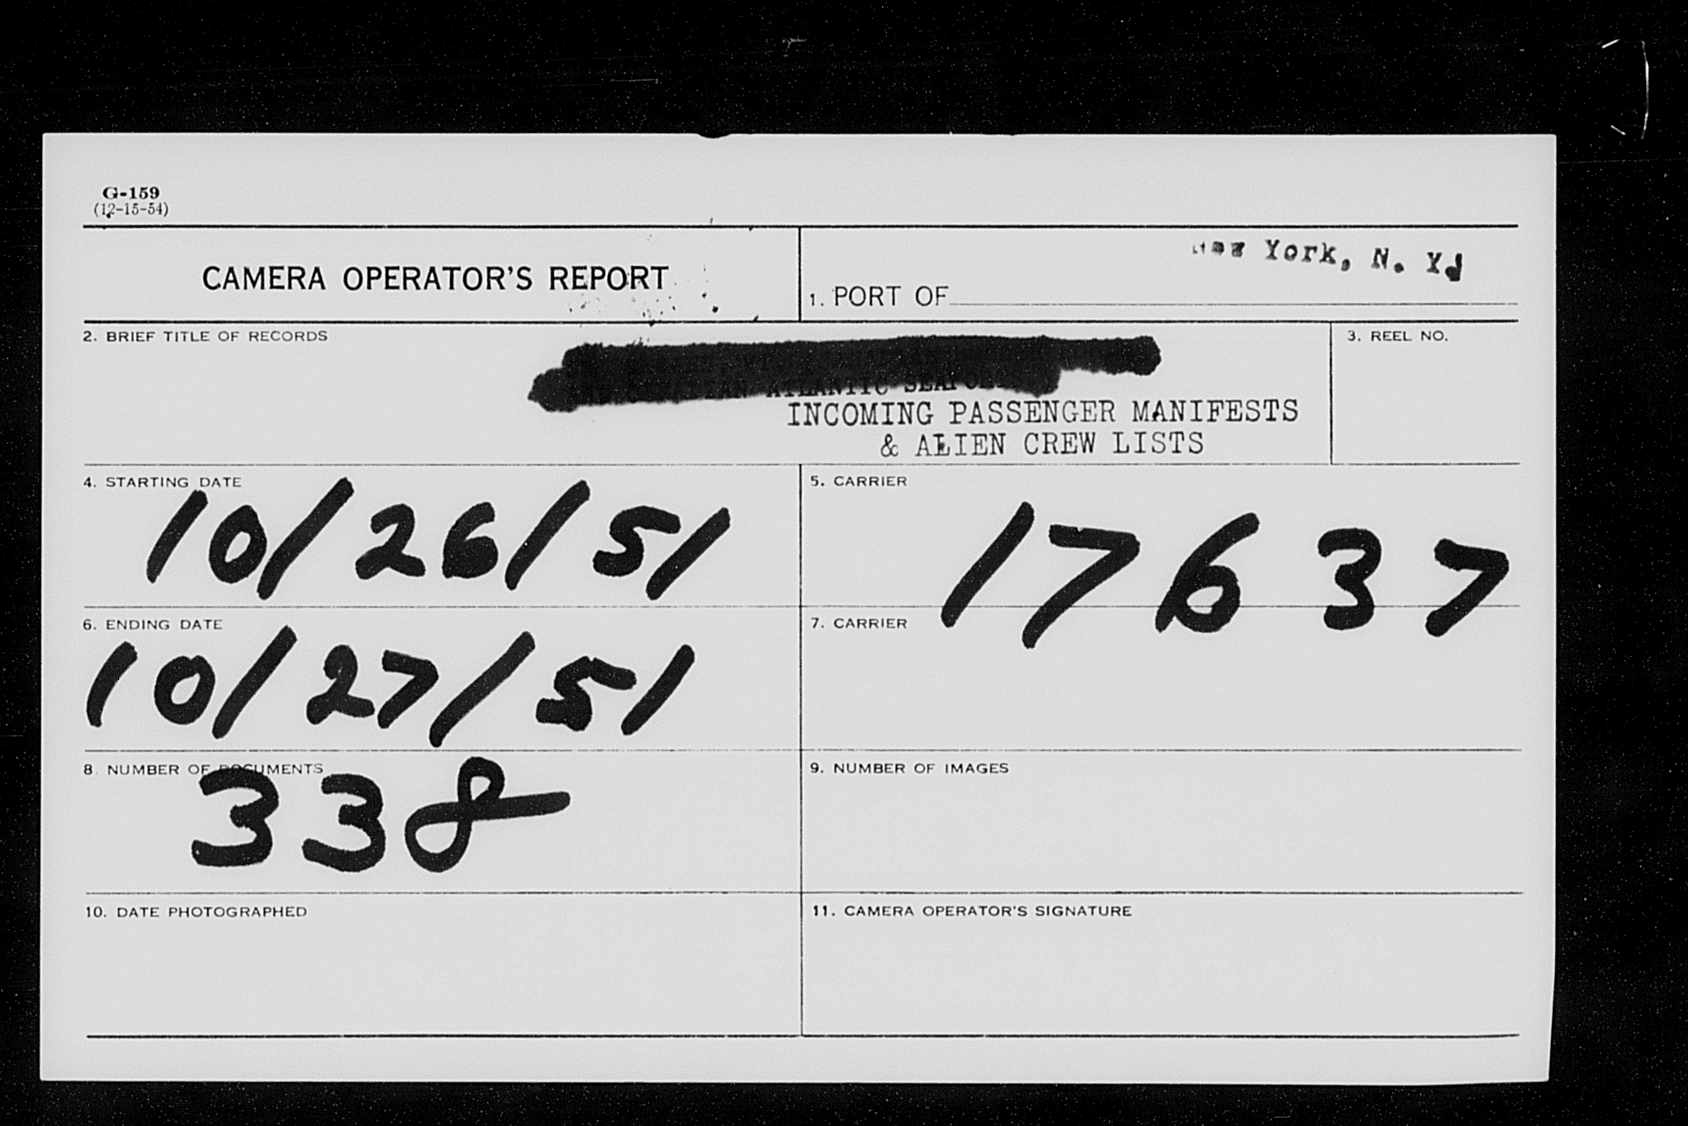 G-159
(12-15-54)
CAMERA OPERATOR'S REPORT
New York, N. Y.
1. PORT OF
2. BRIEF TITLE OF RECORDS
3. REEL NO.
ATLANTIC
INCOMING PASSENGER MANIFESTS
& ALIEN CREW LISTS
4. STARTING DATE
10/26/51
5. CARRIER
17637
6. ENDING DATE
10/27/51
7. CARRIER
8. NUMBER OF DOCUMENTS
338
9. NUMBER OF IMAGES
10. DATE PHOTOGRAPHED
11. CAMERA OPERATOR'S SIGNATURE